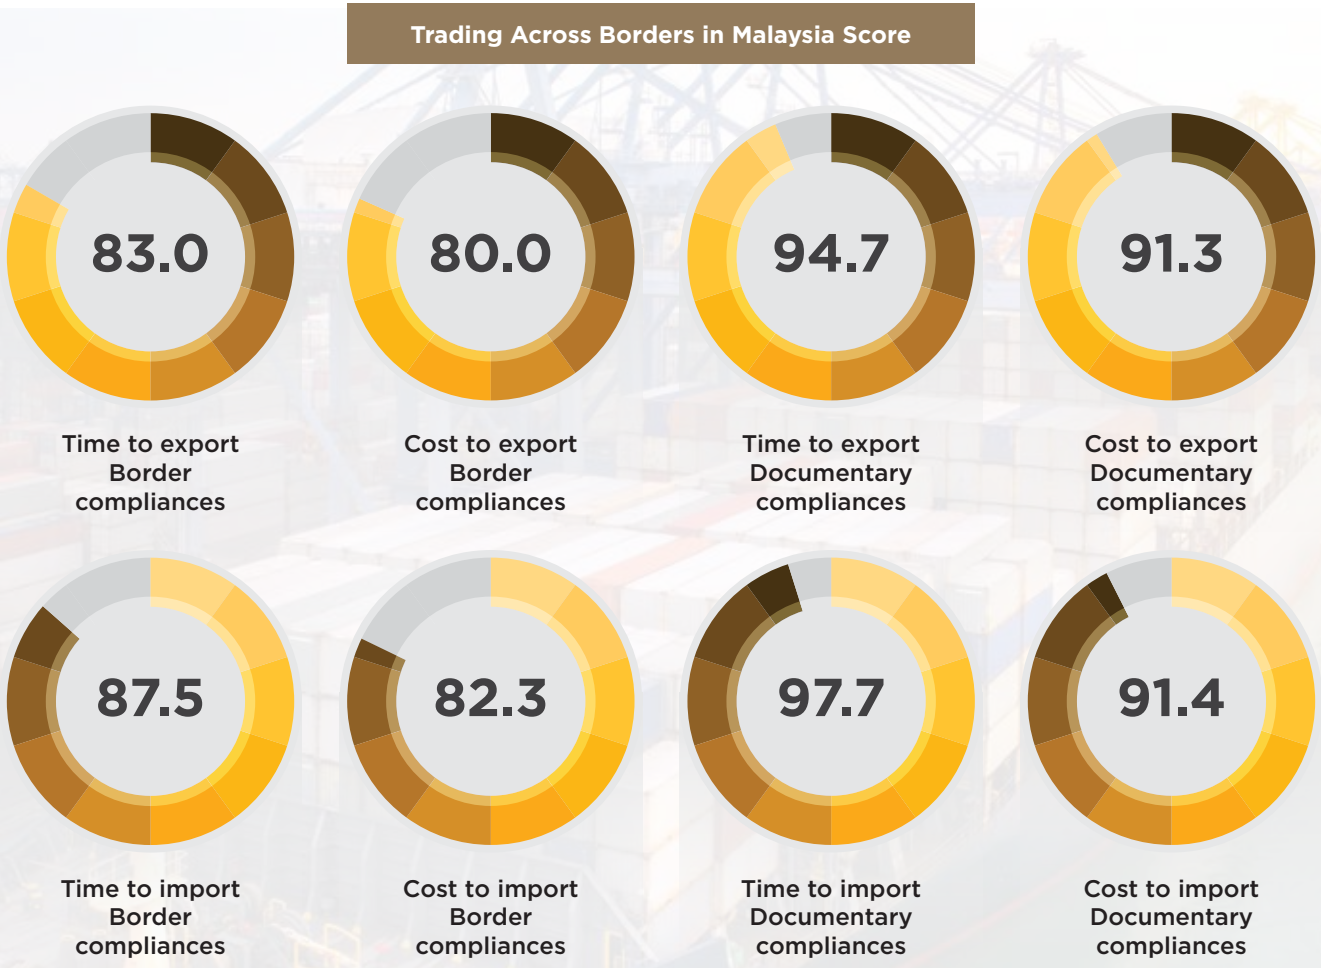 Trading Across Borders in Malaysia Score
83.0
80.0
94.7
91.3
Time to export
Border
compliances
Cost to export
Border
compliances
Time to export
Documentary
compliances
Cost to export
Documentary
compliances
87.5
82.3
97.7
91.4
Time to import
Border
compliances
Cost to import
Border
compliances
Time to import
Documentary
compliances
Cost to import
Documentary
compliances